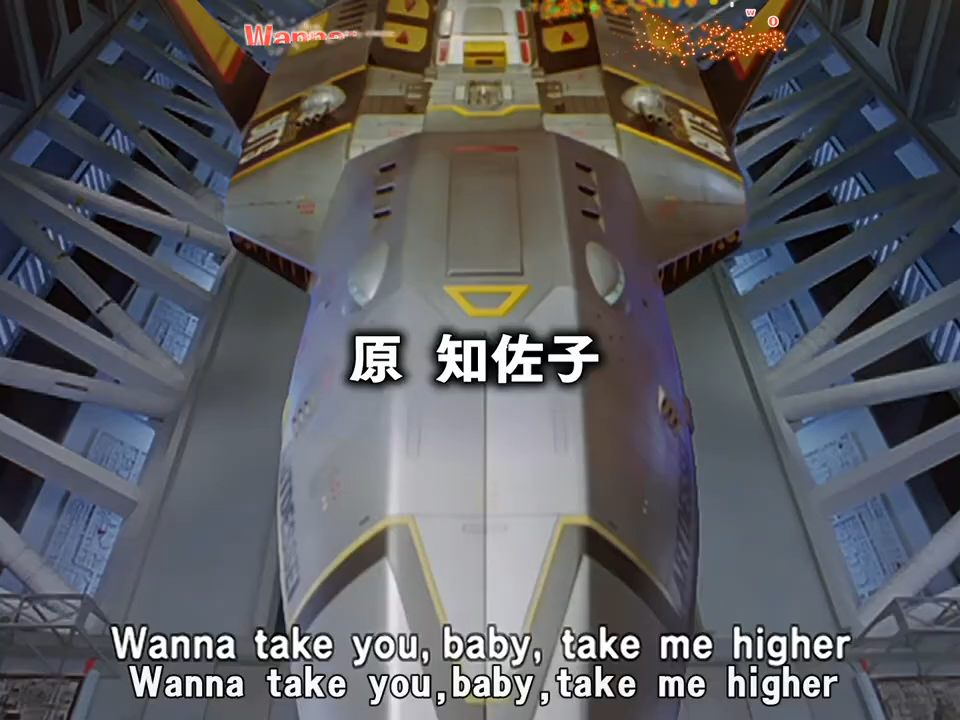 Wanna
原 知佐子
Wanna take you, baby, take me higher
Wanna take you,baby,take me higher